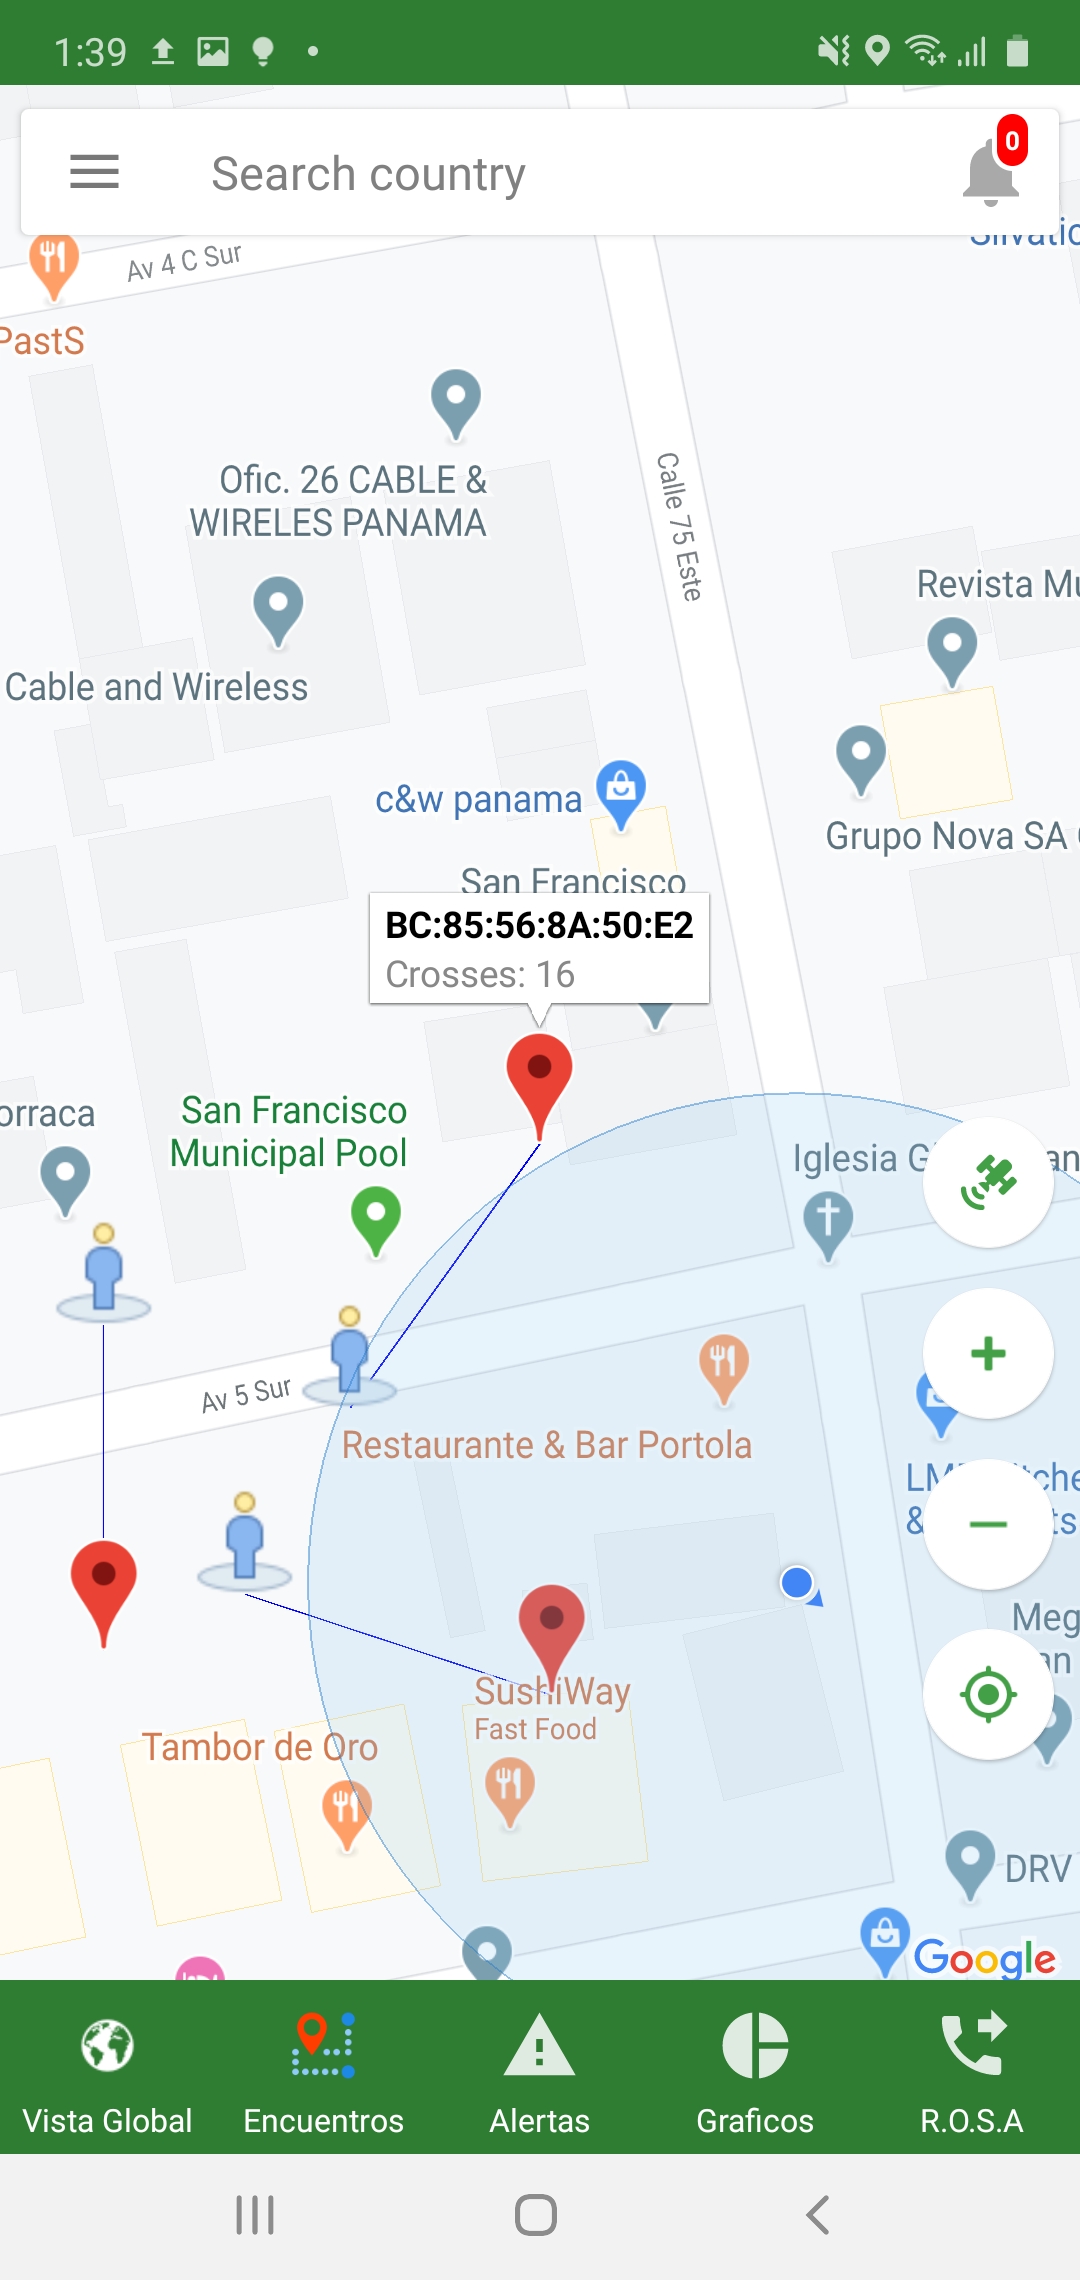 1:39
Search country
0
Av 4 C Sur
PastS
Ofic. 26 CABLE &
WIRELES PANAMA
Calle 75 Este
Revista Mu
Cable and Wireless
c&w panama
Grupo Nova SA
San Francisco
BC:85:56:8A:50:E2
Crosses: 16
orraca
San Francisco
Municipal Pool
Iglesia G
an
Av 5 Sur
Restaurante & Bar Portola
LM
tche
&
ts
Meg
an
SushiWay
Fast Food
Tambor de Oro
DRV
Google
Vista Global
Encuentros
Alertas
Graficos
R.O.S.A